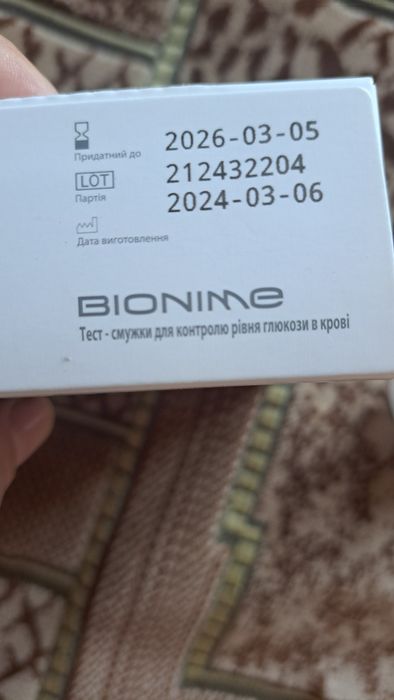 Придатний до 2026-03-05
LOT 212432204
Партія
2024-03-06
Дата виготовлення
BIONIME
Тест - смужки для контролю рівня глюкози в крові